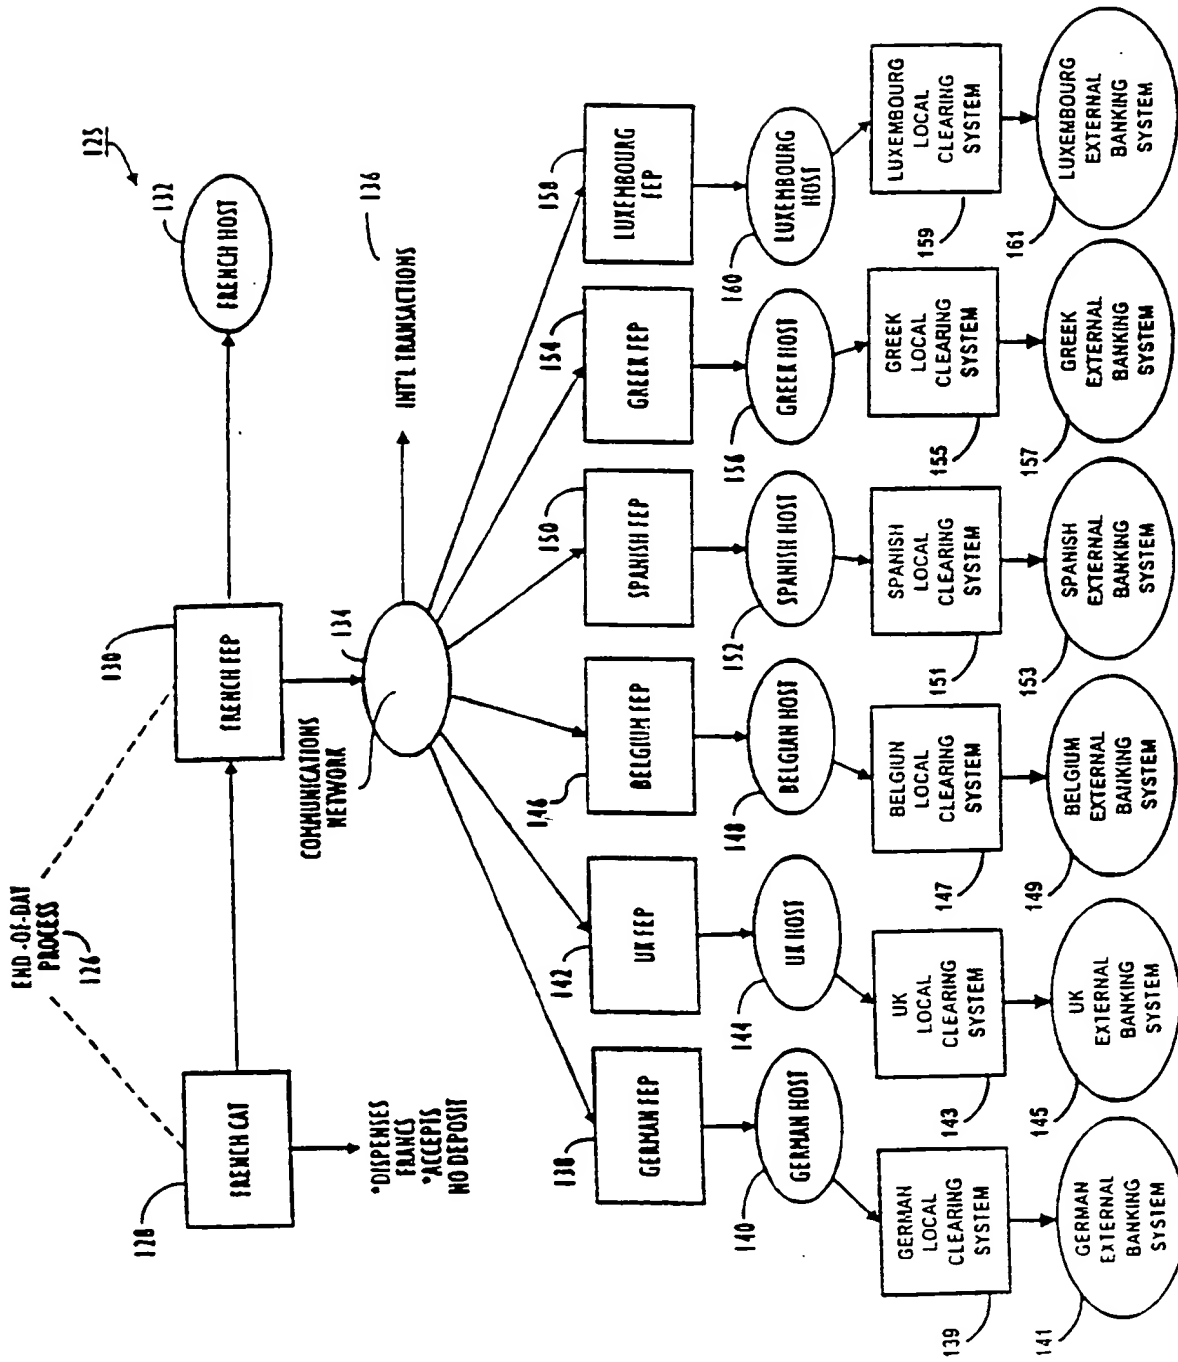 125
END-OF-DAY
PROCESS
126
128
FRENCH CAT
*DISPENSES
FRANCS
*ACCEPTS
NO DEPOSIT
130
FRENCH FEP
132
FRENCH HOST
COMMUNICATIONS
NETWORK
134
INT'L TRANSACTIONS
136
138
GERMAN FEP
142
UK FEP
146
BELGIUM FEP
150
SPANISH FEP
154
GREEK FEP
158
LUXEMBOURG
FEP
140
GERMAN HOST
144
UK HOST
148
BELGIAN HOST
152
SPANISH HOST
156
GREEK HOST
160
LUXEMBOURG
HOST
GERMAN
LOCAL
CLEARING
SYSTEM
139
UK
LOCAL
CLEARING
SYSTEM
143
BELGIUN
LOCAL
CLEARING
SYSTEM
147
SPANISH
LOCAL
CLEARING
SYSTEM
151
GREEK
LOCAL
CLEARING
SYSTEM
155
LUXEMBOURG
LOCAL
CLEARING
SYSTEM
159
GERMAN
EXTERNAL
BANKING
SYSTEM
141
UK
EXTERNAL
BANKING
SYSTEM
145
BELGIUM
EXTERNAL
BANKING
SYSTEM
149
SPANISH
EXTERNAL
BANKING
SYSTEM
153
GREEK
EXTERNAL
BANKING
SYSTEM
157
LUXEMBOURG
EXTERNAL
BANKING
SYSTEM
161